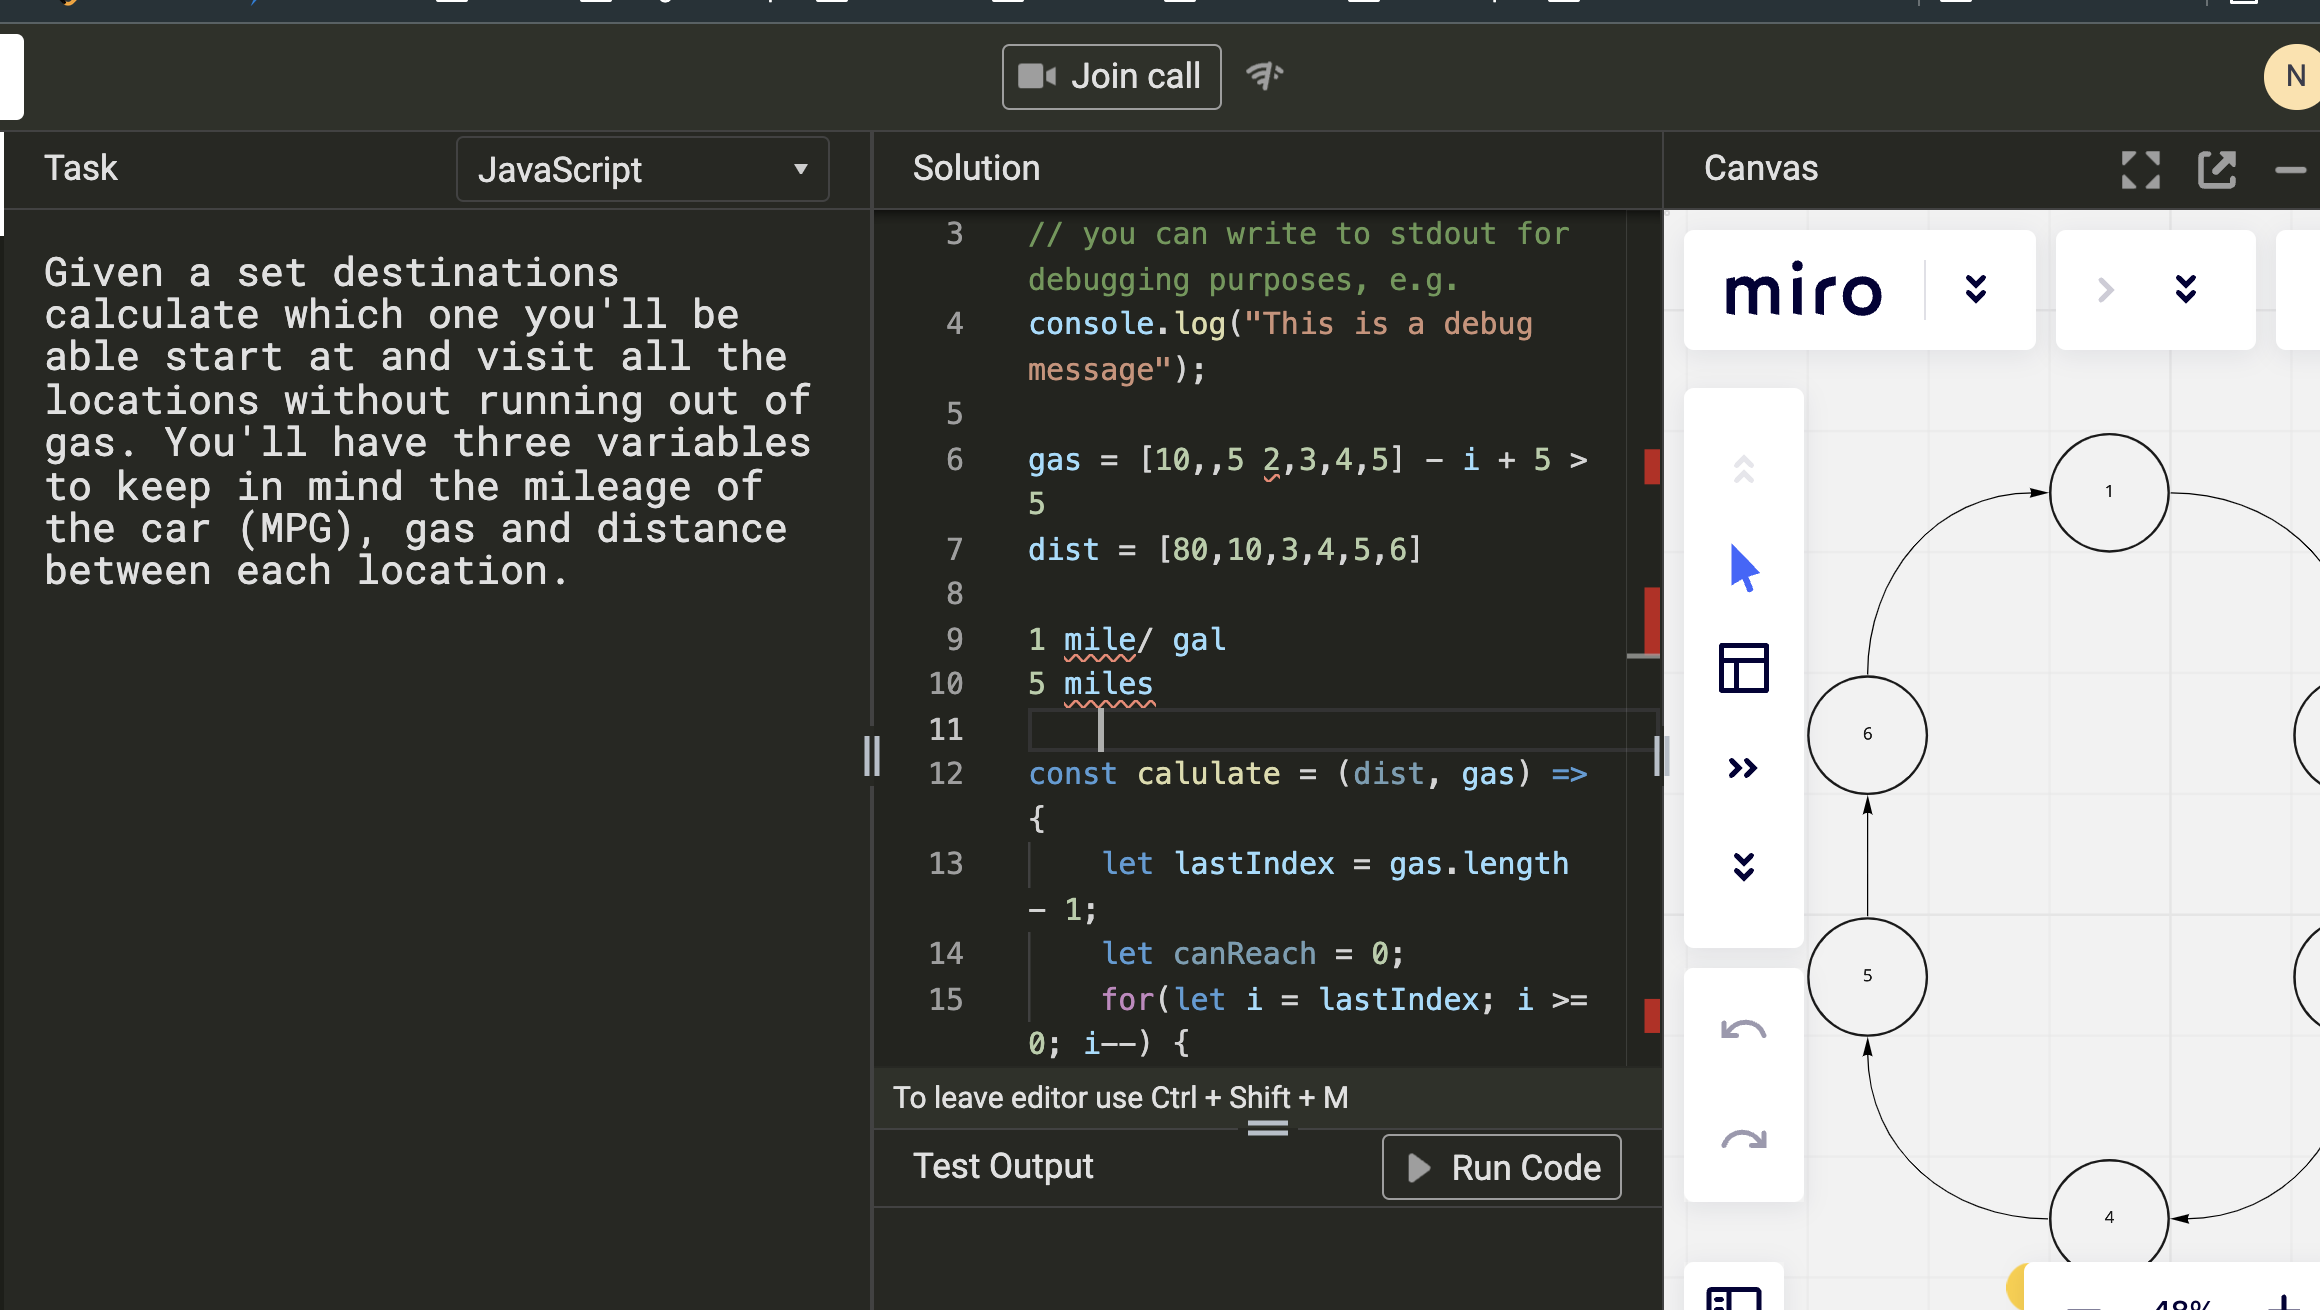 Join call
N
Task
JavaScript
Solution
Canvas
Given a set destinations
calculate which one you'll be
able start at and visit all the
locations without running out of
gas. You'll have three variables
to keep in mind the mileage of
the car (MPG), gas and distance
between each location.
3 // you can write to stdout for
debugging purposes, e.g.
4 console.log("This is a debug
message");
5
6 gas = [10,,5 2,3,4,5] - i + 5 >
5
7 dist = [80,10,3,4,5,6]
8
9 1 mile/ gal
10 5 miles
11
12 const calulate = (dist, gas) =>
{
13 let lastIndex = gas.length
- 1;
14 let canReach = 0;
15 for(let i = lastIndex; i >=
0; i--) {
To leave editor use Ctrl + Shift + M
Test Output
Run Code
miro
1
6
5
4
48%